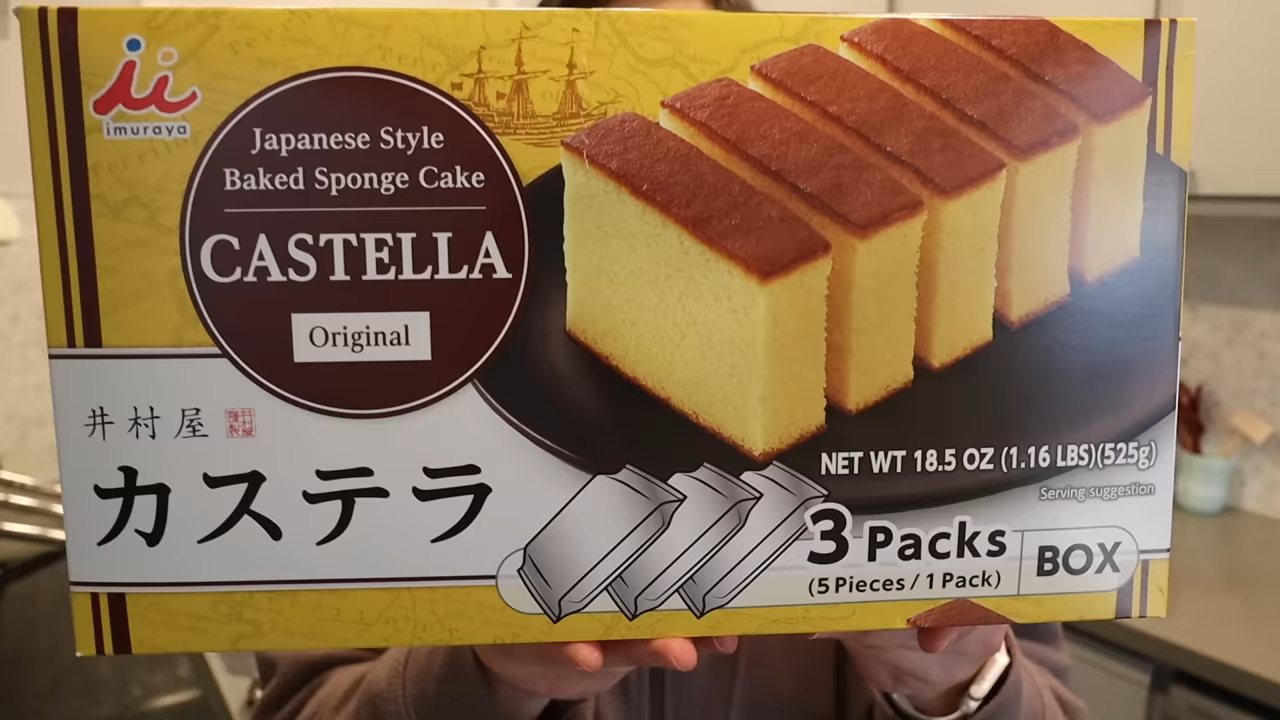 imuraya
Japanese Style
Baked Sponge Cake
CASTELLA
Original
井村屋
カステラ
NET WT 18.5 OZ (1.16 LBS)(525g)
Serving suggestion
3 Packs
(5 Pieces / 1 Pack)
BOX